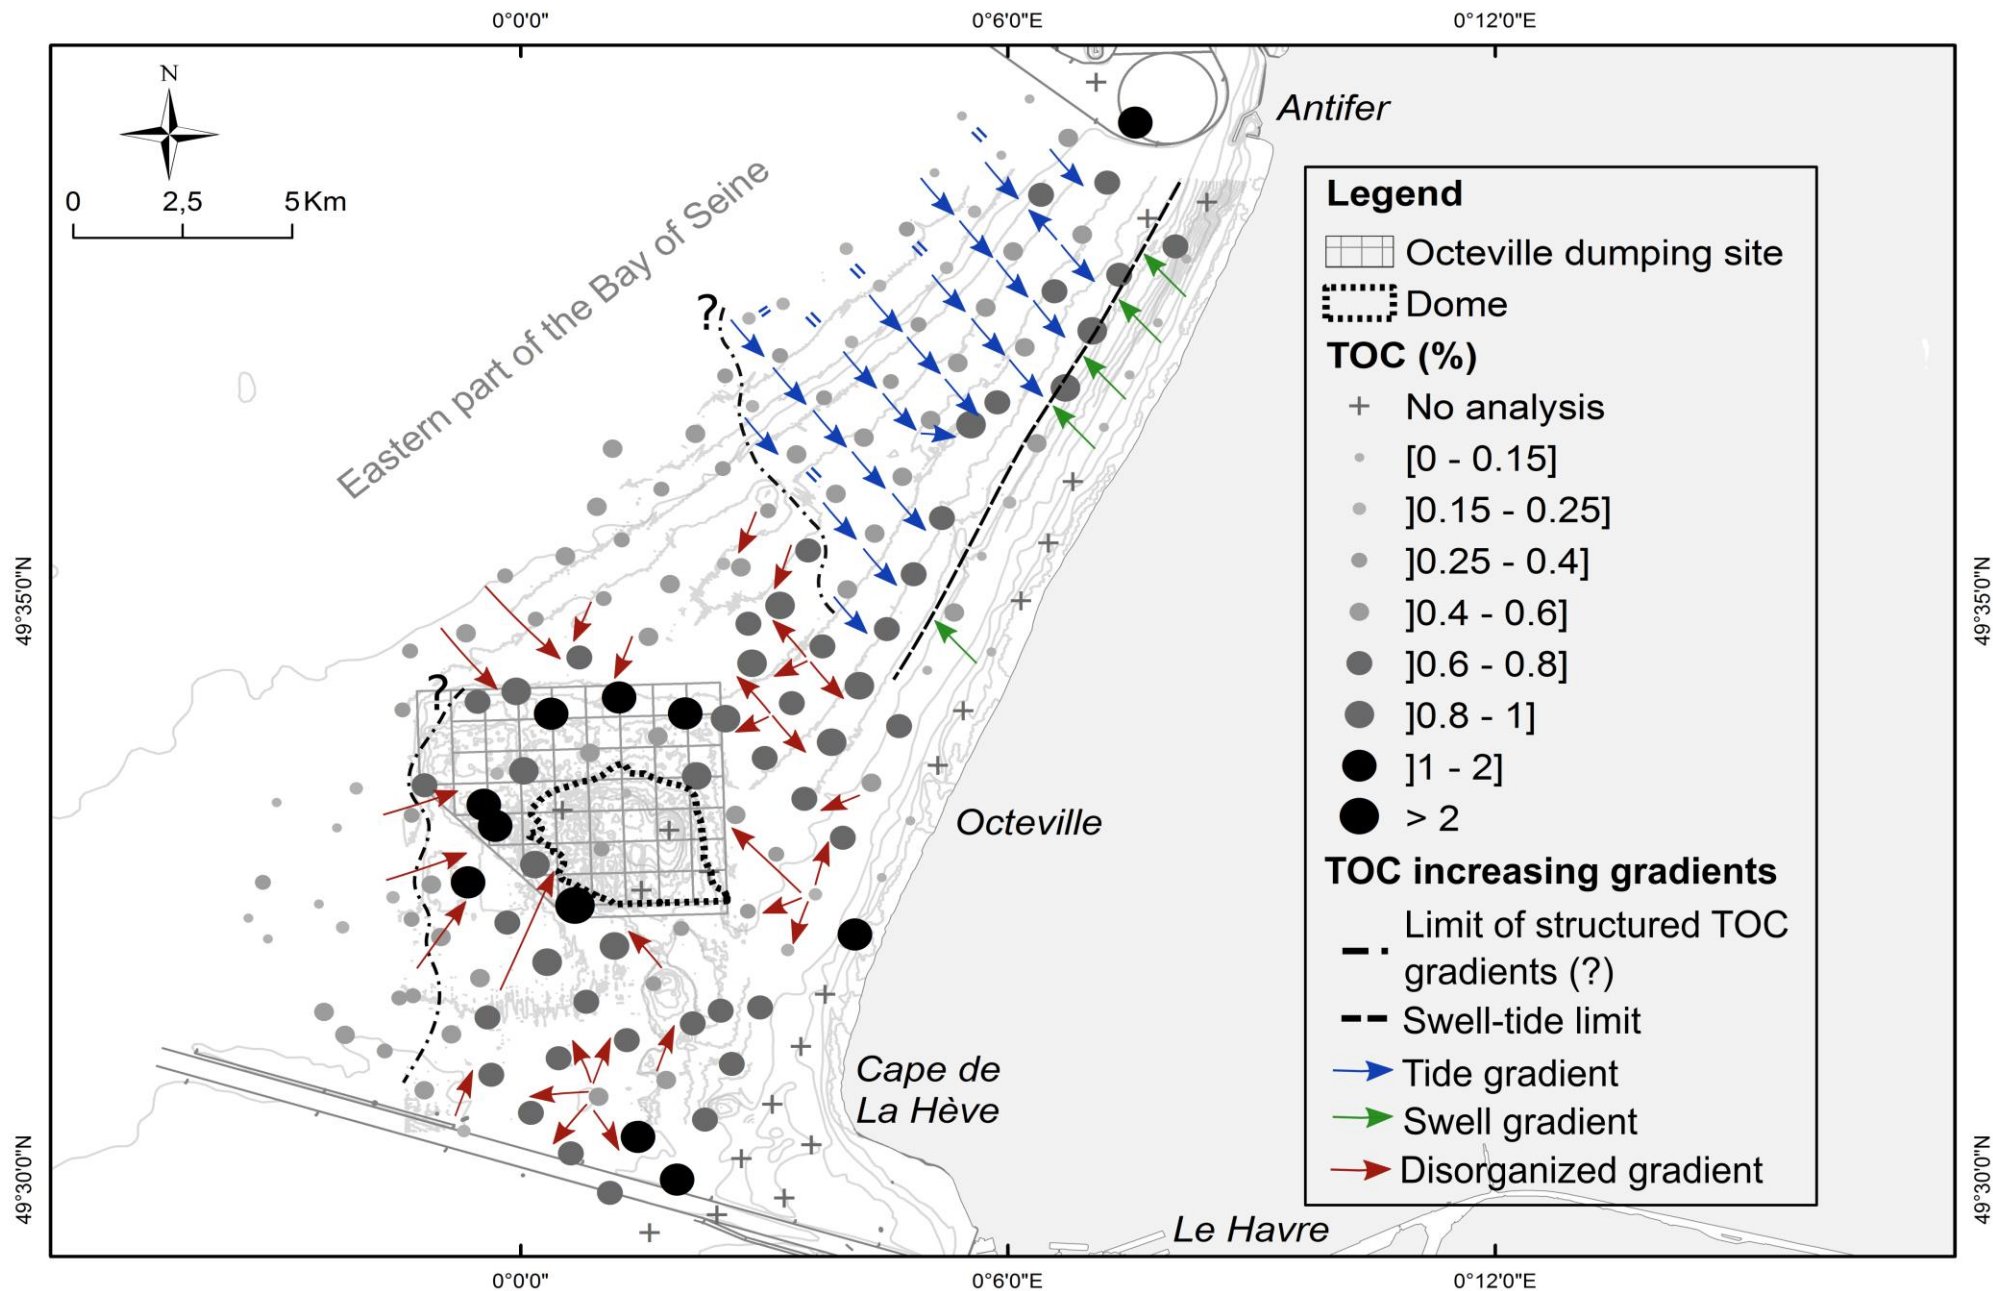 0°0'0"
0°6'0"E
0°12'0"E
N
0
2,5
5Km
Eastern part of the Bay of Seine
Antifer
?
?
49°35'0"N
49°35'0"N
Octeville
Cape de
La Hève
49°30'0"N
49°30'0"N
Le Havre
Legend
Octeville dumping site
Dome
TOC (%)
No analysis
[0 - 0.15]
]0.15 - 0.25]
]0.25 - 0.4]
]0.4 - 0.6]
]0.6 - 0.8]
]0.8 - 1]
]1 - 2]
> 2
TOC increasing gradients
Limit of structured TOC
gradients (?)
Swell-tide limit
Tide gradient
Swell gradient
Disorganized gradient
0°0'0"
0°6'0"E
0°12'0"E